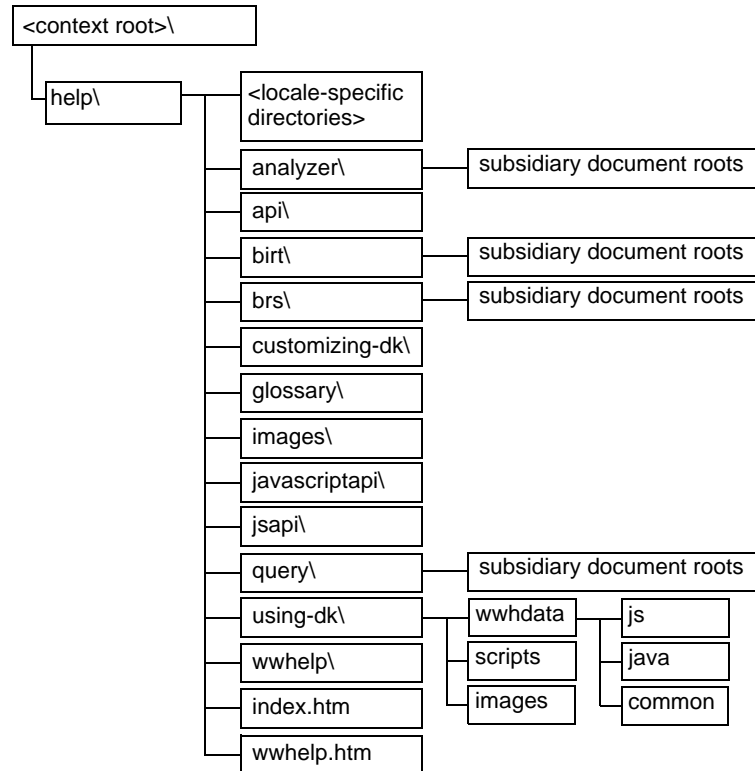 <context root>\
help\
<locale-specific
directories>
analyzer\
subsidiary document roots
api\
birt\
subsidiary document roots
brs\
subsidiary document roots
customizing-dk\
glossary\
images\
javascriptapi\
jsapi\
query\
subsidiary document roots
using-dk\
wwhdata
js
wwhelp\
scripts
java
index.htm
images
common
wwhelp.htm